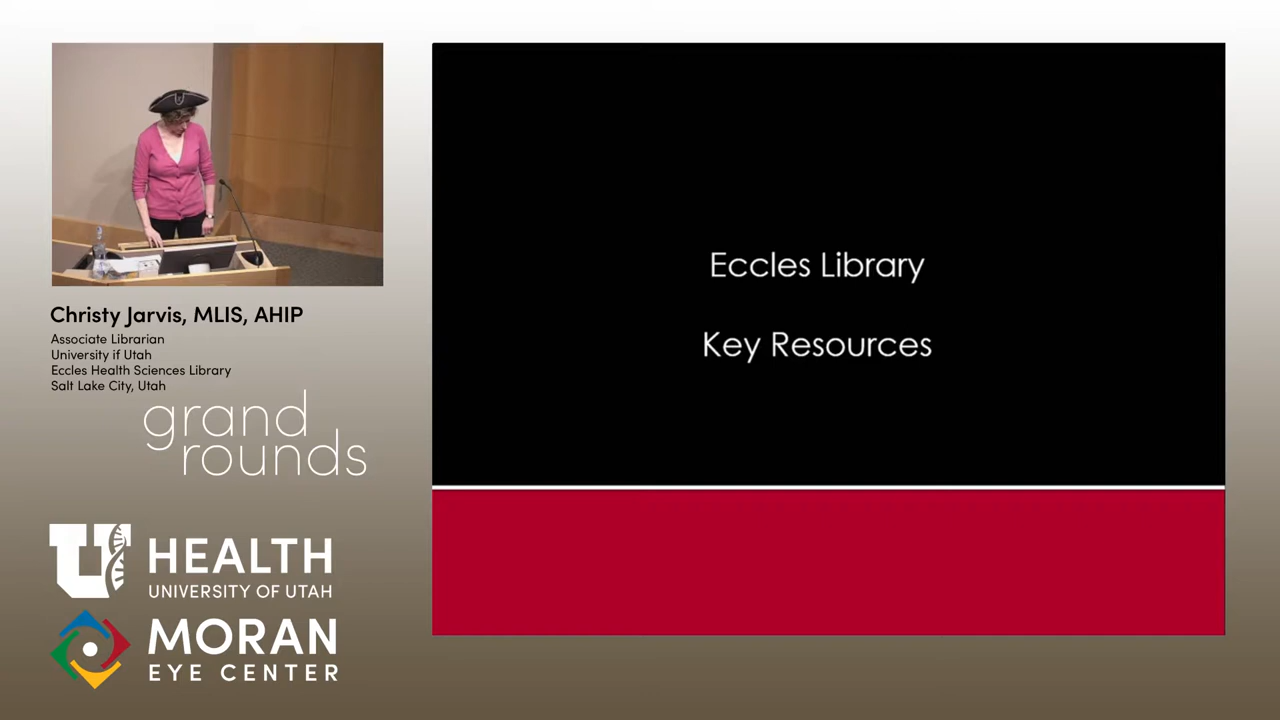 Christy Jarvis, MLIS, AHIP
Associate Librarian
University if Utah
Eccles Health Sciences Library
Salt Lake City, Utah
grand
rounds
U HEALTH
UNIVERSITY OF UTAH
MORAN
EYE CENTER
Eccles Library
Key Resources